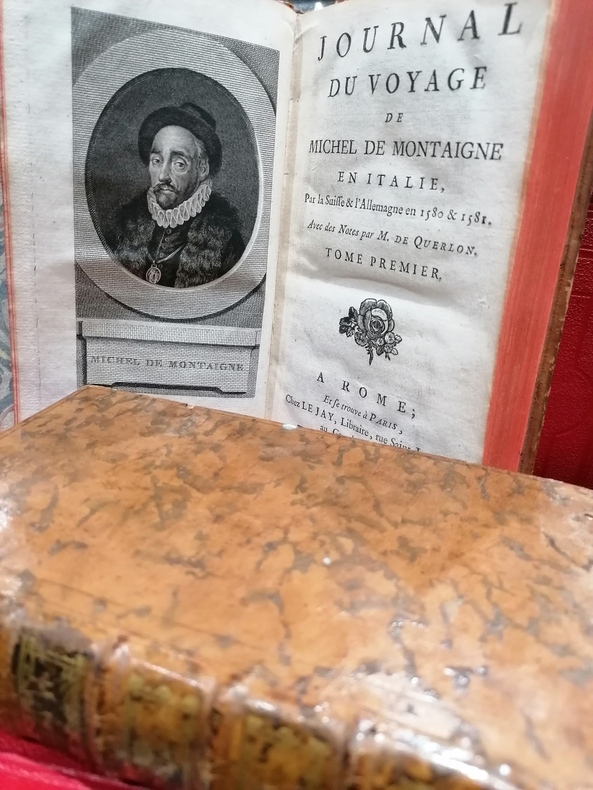 MICHEL DE MONTAIGNE
JOURNAL
DU VOYAGE
DE
MICHEL DE MONTAIGNE
EN ITALIE,
Par la Suisse & l'Allemagne en 1580 & 1581.
Avec des Notes par M. DE QUERLON.
TOME PREMIER,
A ROME;
Et se trouve à PARIS,
Chez LE JAY, Libraire, rue Saint
au